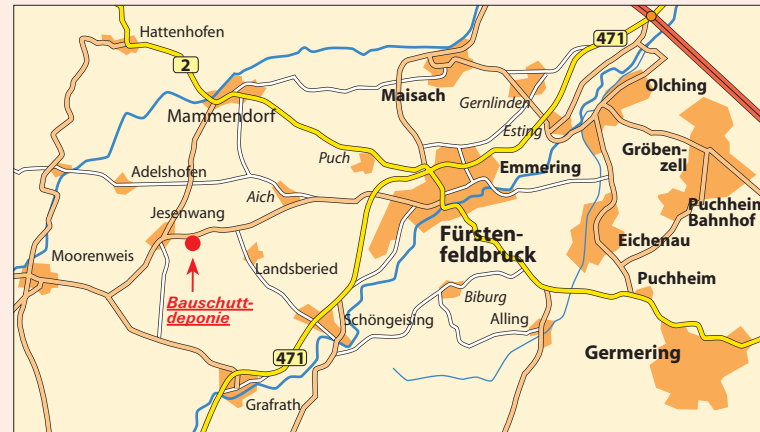 Hattenhofen
471
2
Olching
Maisach
Gernlinden
Mammendorf
Esting
Puch
Gröben-
zell
Emmering
Adelshofen
Aich
Puchheim
Bahnhof
Jesenwang
Fürsten-
feldbruck
Eichenau
Moorenweis
Landsberied
Puchheim
Biburg
Bauschutt-
deponie
Schöngeising
Alling
Germering
471
Grafrath